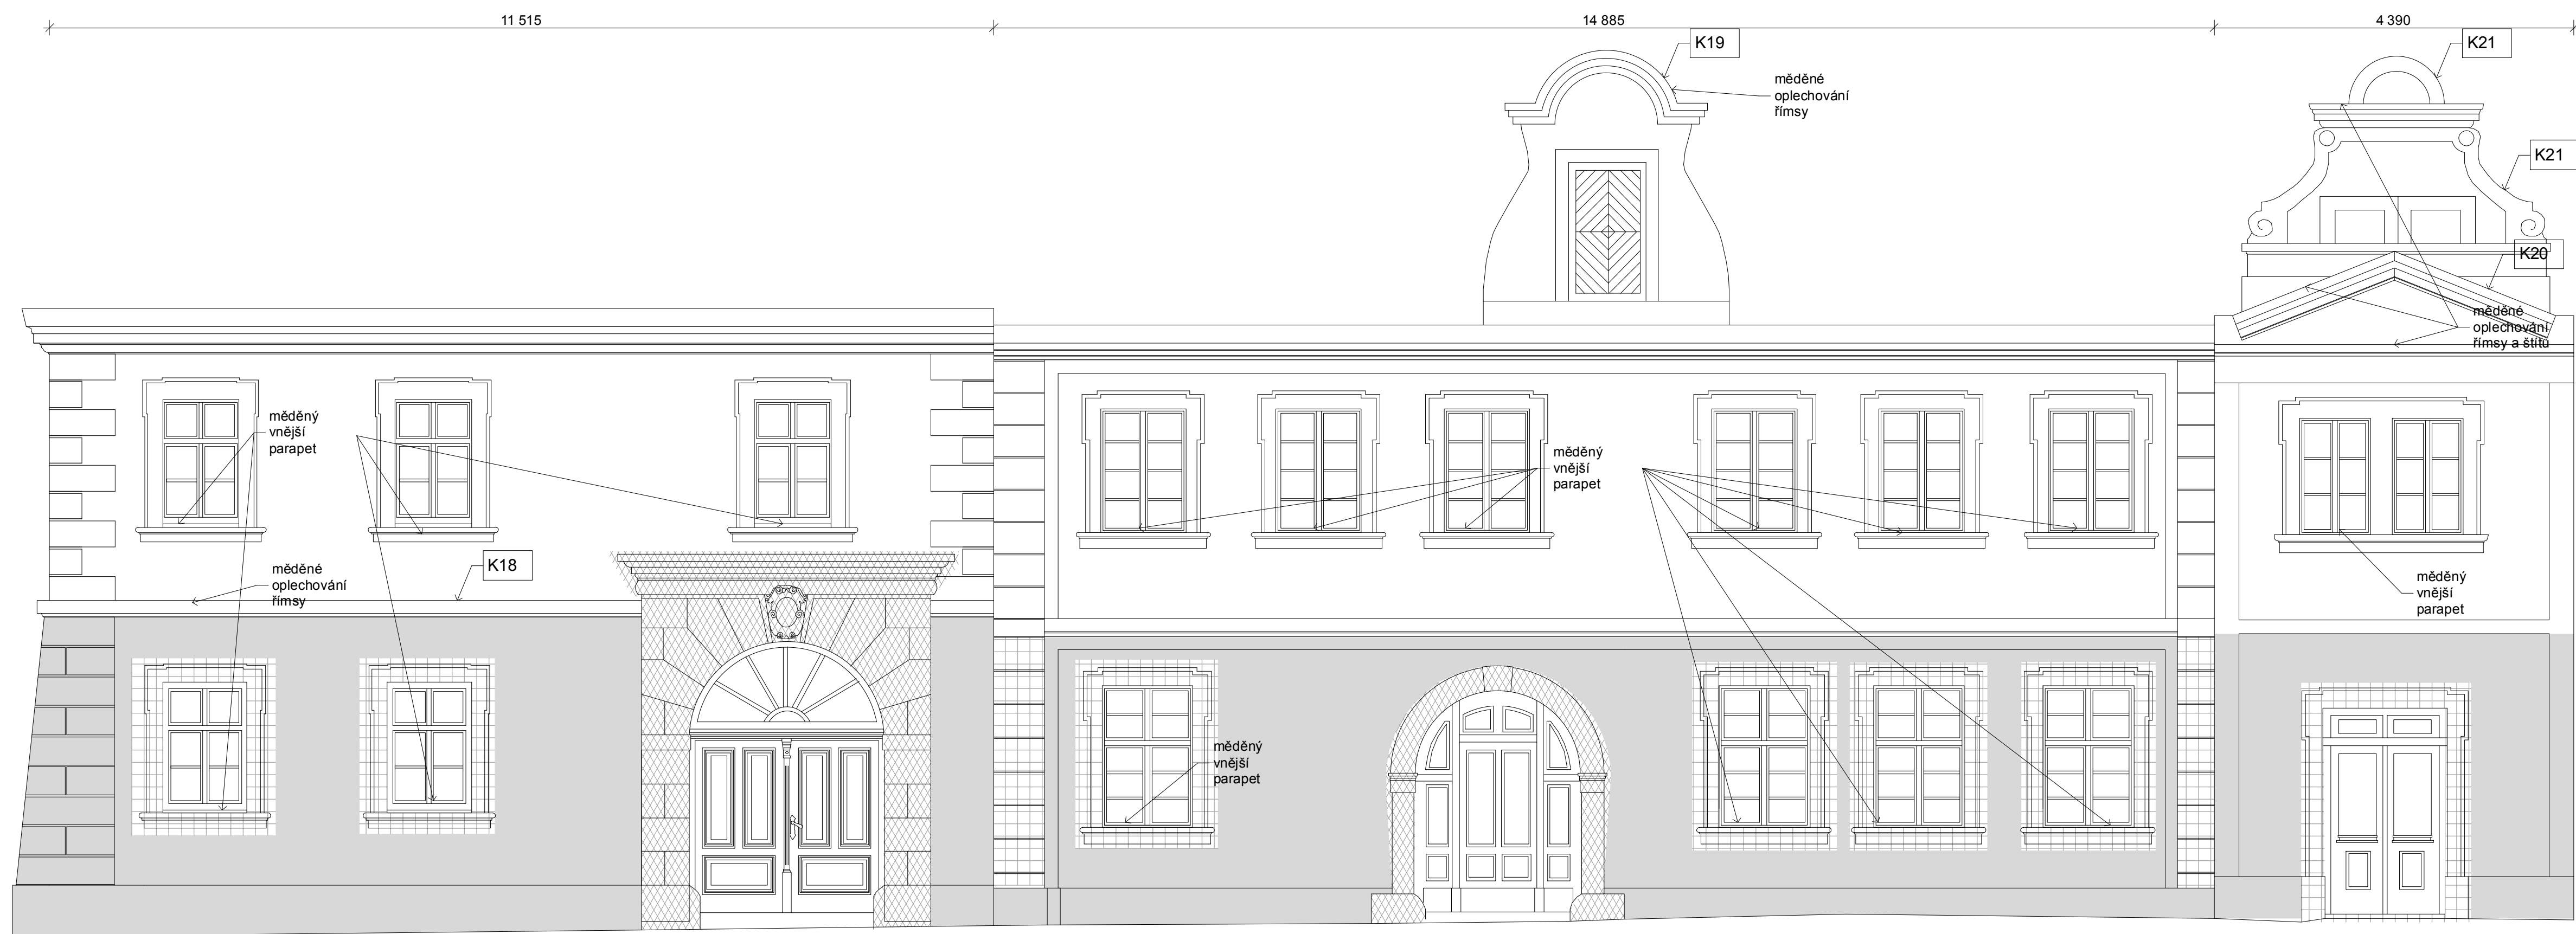 11 515
14 885
4 390
K19
K21
měděné
oplechování
římsy
K21
K20
měděné
oplechování
římsy a štítu
měděný
vnější
parapet
měděný
vnější
parapet
K18
měděné
oplechování
římsy
měděný
vnější
parapet
měděný
vnější
parapet